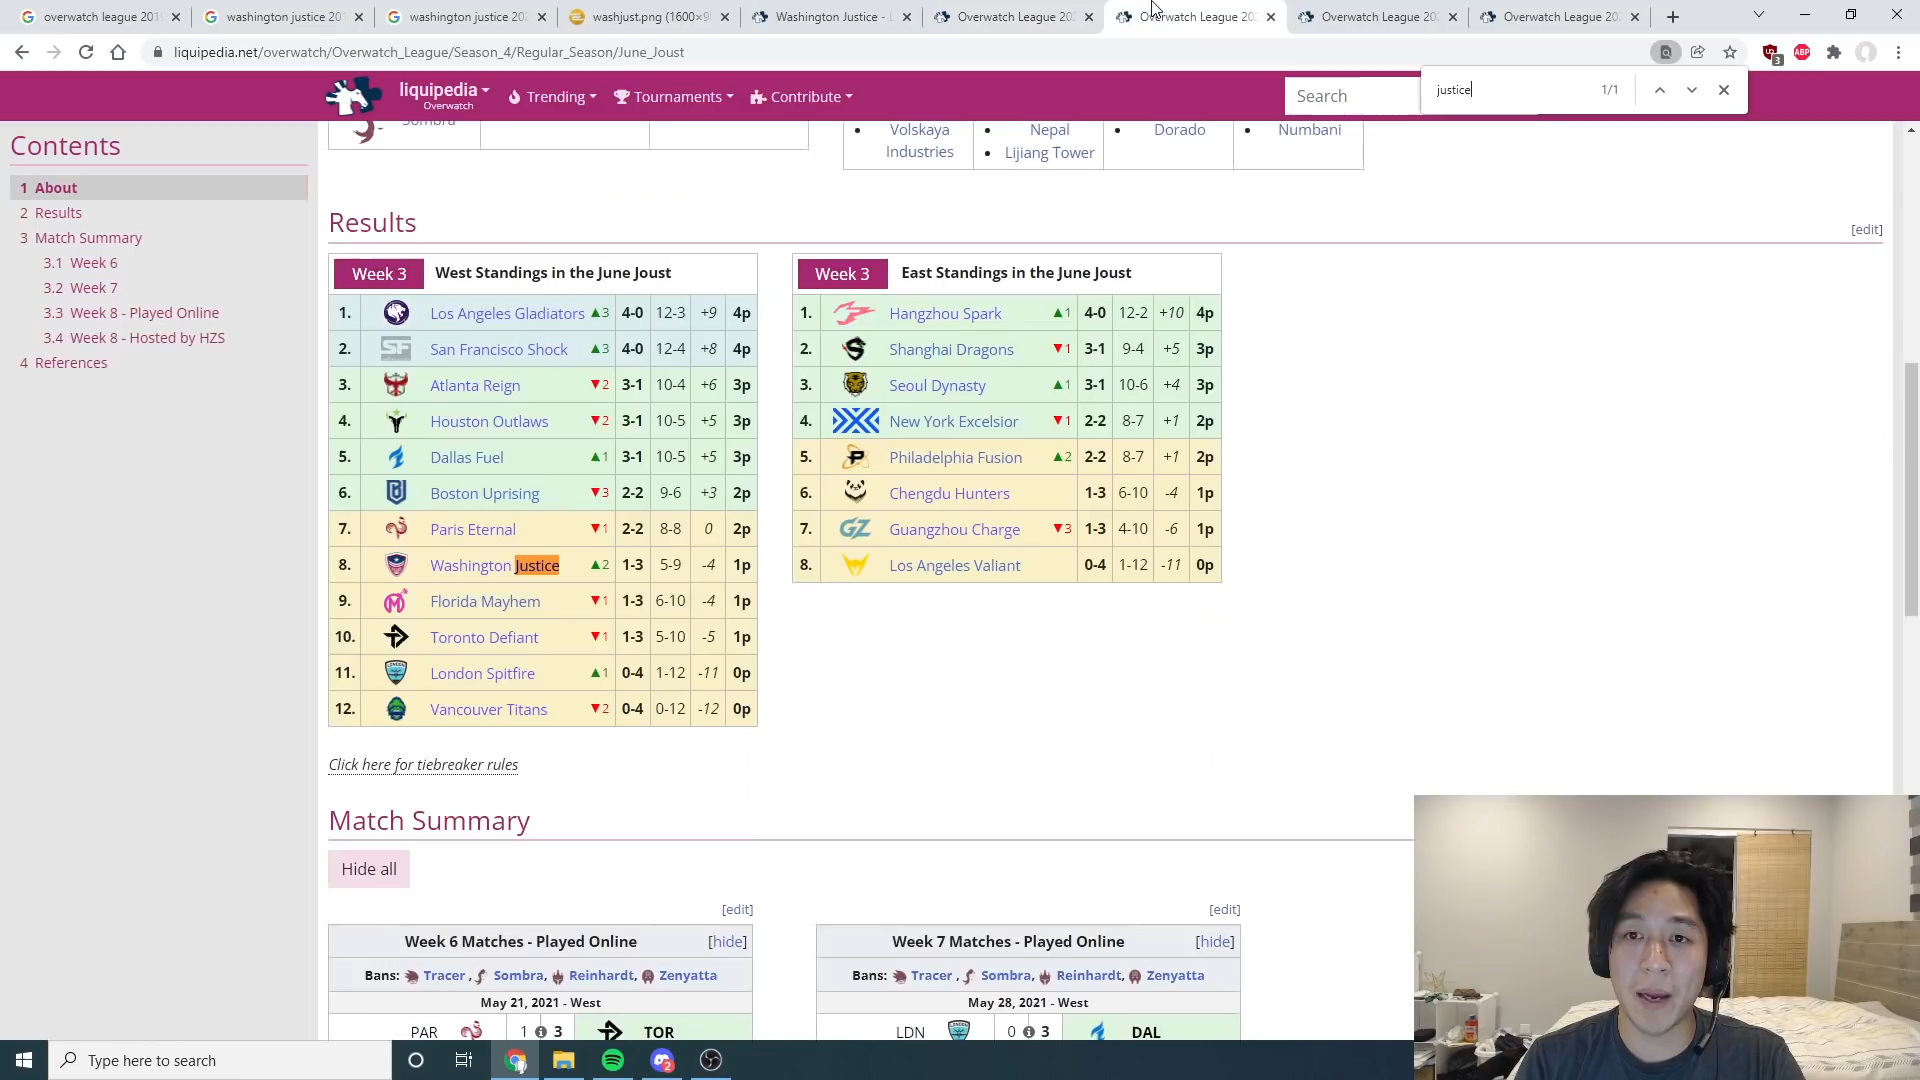 overwatch league 2019
washington justice 201
washington justice 202
washjust.png (1600×9
Washington Justice - L
Overwatch League 202
Overwatch League 202
Overwatch League 202
Overwatch League 202
liquipedia.net/overwatch/Overwatch_League/Season_4/Regular_Season/June_Joust
3
ABP
liquipedia
Overwatch
Trending
Tournaments
Contribute
Search
justice
1/1
Contents
1 About
2 Results
3 Match Summary
3.1 Week 6
3.2 Week 7
3.3 Week 8 - Played Online
3.4 Week 8 - Hosted by HZS
4 References
Sombra
Volskaya Industries
Nepal
Lijiang Tower
Dorado
Numbani
Results
[edit]
Week 3 West Standings in the June Joust
1. Los Angeles Gladiators ▲3 4-0 12-3 +9 4p
2. San Francisco Shock ▲3 4-0 12-4 +8 4p
3. Atlanta Reign ▼2 3-1 10-4 +6 3p
4. Houston Outlaws ▼2 3-1 10-5 +5 3p
5. Dallas Fuel ▲1 3-1 10-5 +5 3p
6. Boston Uprising ▼3 2-2 9-6 +3 2p
7. Paris Eternal ▼1 2-2 8-8 0 2p
8. Washington Justice ▲2 1-3 5-9 -4 1p
9. Florida Mayhem ▼1 1-3 6-10 -4 1p
10. Toronto Defiant ▼1 1-3 5-10 -5 1p
11. London Spitfire ▲1 0-4 1-12 -11 0p
12. Vancouver Titans ▼2 0-4 0-12 -12 0p
Week 3 East Standings in the June Joust
1. Hangzhou Spark ▲1 4-0 12-2 +10 4p
2. Shanghai Dragons ▼1 3-1 9-4 +5 3p
3. Seoul Dynasty ▲1 3-1 10-6 +4 3p
4. New York Excelsior ▼1 2-2 8-7 +1 2p
5. Philadelphia Fusion ▲2 2-2 8-7 +1 2p
6. Chengdu Hunters 1-3 6-10 -4 1p
7. Guangzhou Charge ▼3 1-3 4-10 -6 1p
8. Los Angeles Valiant 0-4 1-12 -11 0p
Click here for tiebreaker rules
Match Summary
Hide all
[edit]
Week 6 Matches - Played Online [hide]
Bans: Tracer, Sombra, Reinhardt, Zenyatta
May 21, 2021 - West
PAR 1 3 TOR
[edit]
Week 7 Matches - Played Online [hide]
Bans: Tracer, Sombra, Reinhardt, Zenyatta
May 28, 2021 - West
LDN 0 3 DAL
Type here to search
2